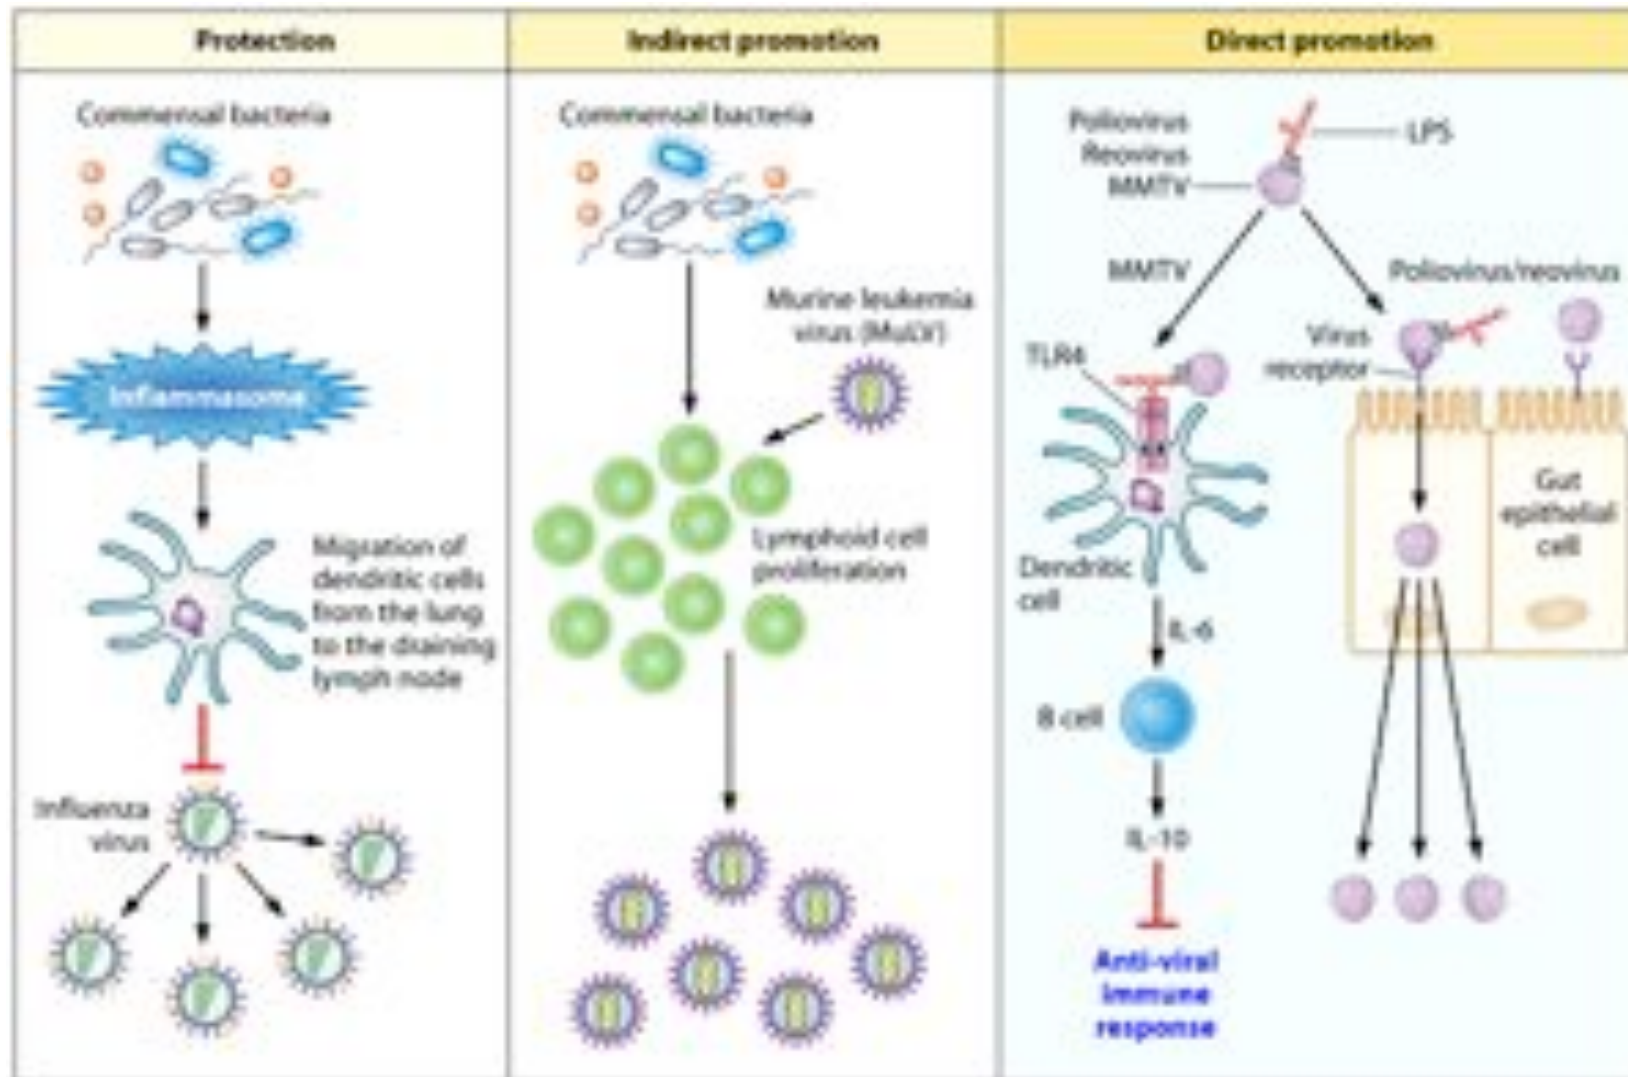 Protection
Commensal bacteria
Inflammasome
Migration of
dendritic cells
from the lung
to the draining
lymph node
Influenza
virus
Indirect promotion
Commensal bacteria
Murine leukemia
virus (MuLV)
Lymphoid cell
proliferation
Direct promotion
Poliovirus
Reovirus
MMTV
LPS
MMTV
Poliovirus/reovirus
TLR4
Virus
receptor
Gut
epithelial
cell
Dendritic
cell
IL-6
B cell
IL-10
Anti-viral
immune
response